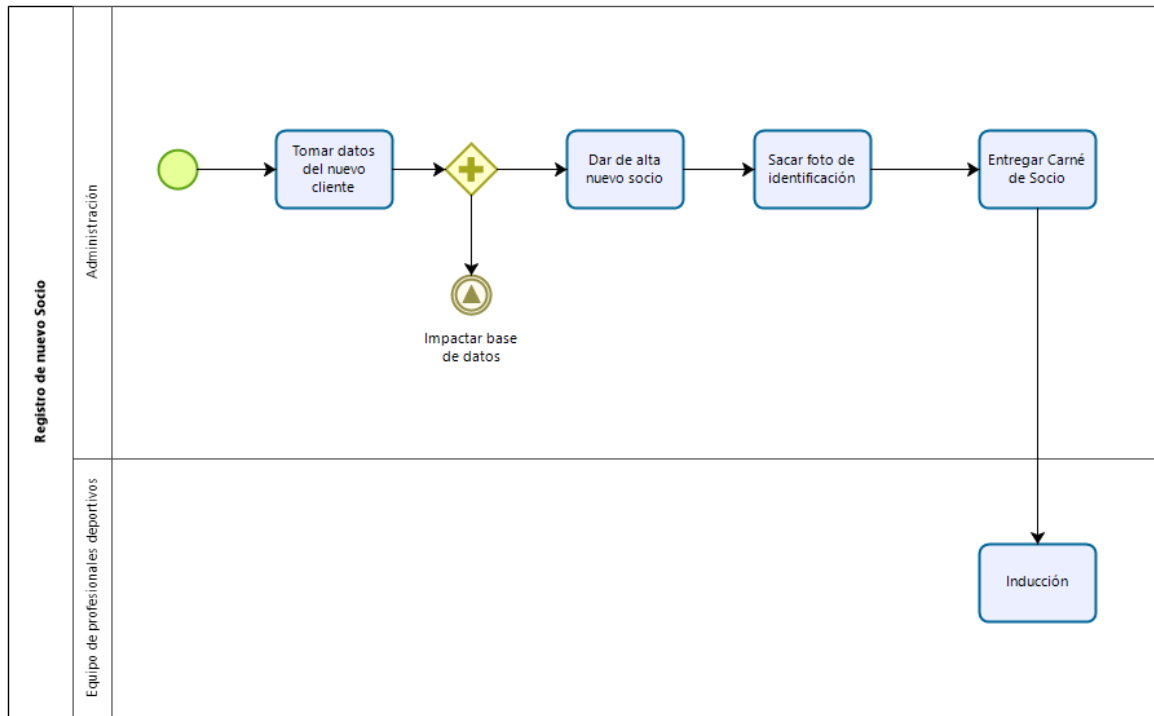 Registro de nuevo Socio
Administración
Tomar datos
del nuevo
cliente
Dar de alta
nuevo socio
Sacar foto de
identificación
Entregar Carné
de Socio
Impactar base
de datos
Equipo de profesionales deportivos
Inducción